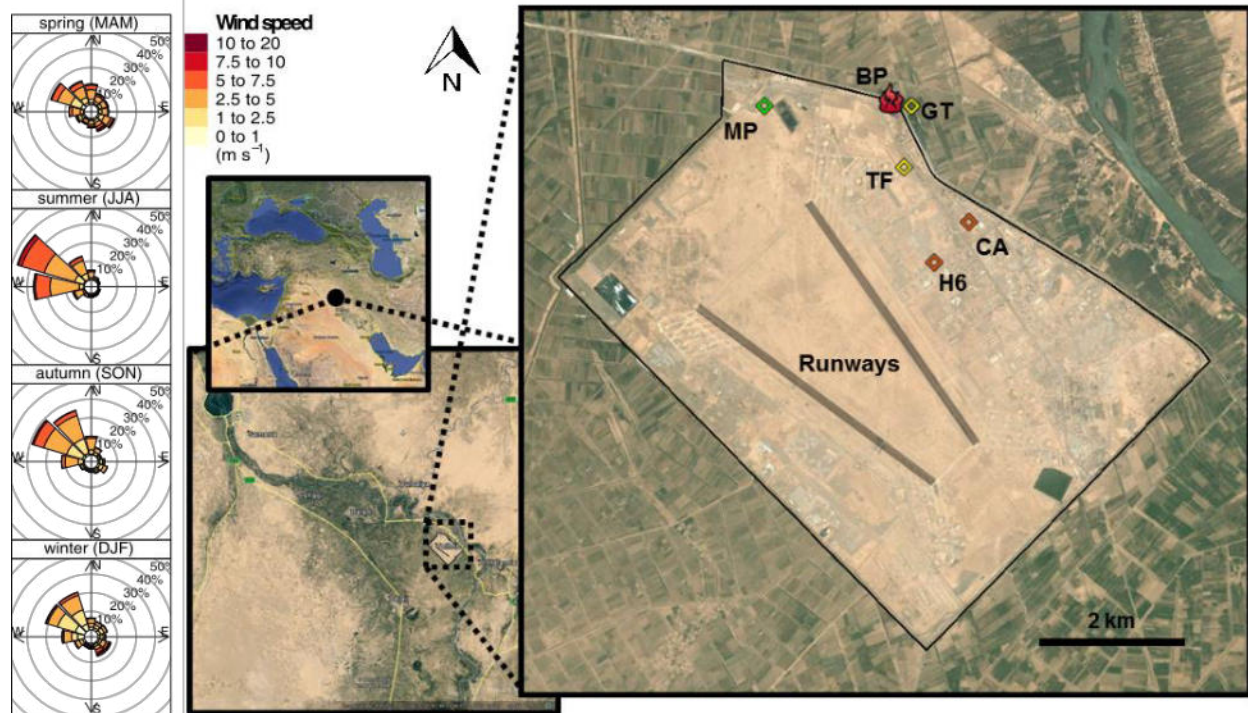 spring (MAM)
N
50%
40%
30%
20%
10%
W
E
S
summer (JJA)
N
50%
40%
30%
20%
10%
W
E
S
autumn (SON)
N
50%
40%
30%
20%
10%
W
E
S
winter (DJF)
N
50%
40%
30%
20%
10%
W
E
S
Wind speed
10 to 20
7.5 to 10
5 to 7.5
2.5 to 5
1 to 2.5
0 to 1
(m s⁻¹)
N
BP
GT
MP
TF
CA
H6
Runways
2 km